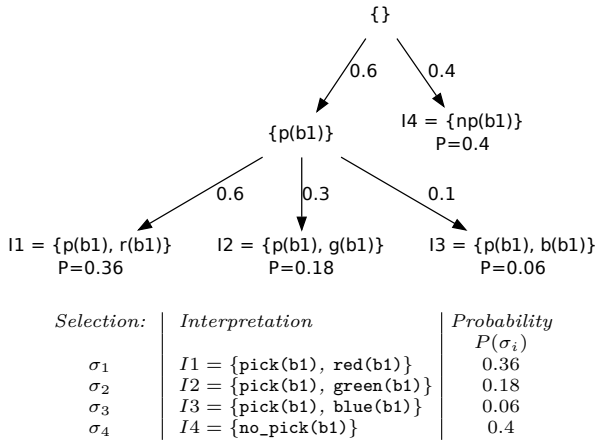 {}
0.6 0.4
I4 = {np(b1)}
{p(b1)}
P=0.4
0.6 0.3 0.1
I1 = {p(b1), r(b1)} I2 = {p(b1), g(b1)} I3 = {p(b1), b(b1)}
P=0.36 P=0.18 P=0.06
Selection: Interpretation Probability
P(σi)
σ1 I1 = {pick(b1), red(b1)} 0.36
σ2 I2 = {pick(b1), green(b1)} 0.18
σ3 I3 = {pick(b1), blue(b1)} 0.06
σ4 I4 = {no_pick(b1)} 0.4